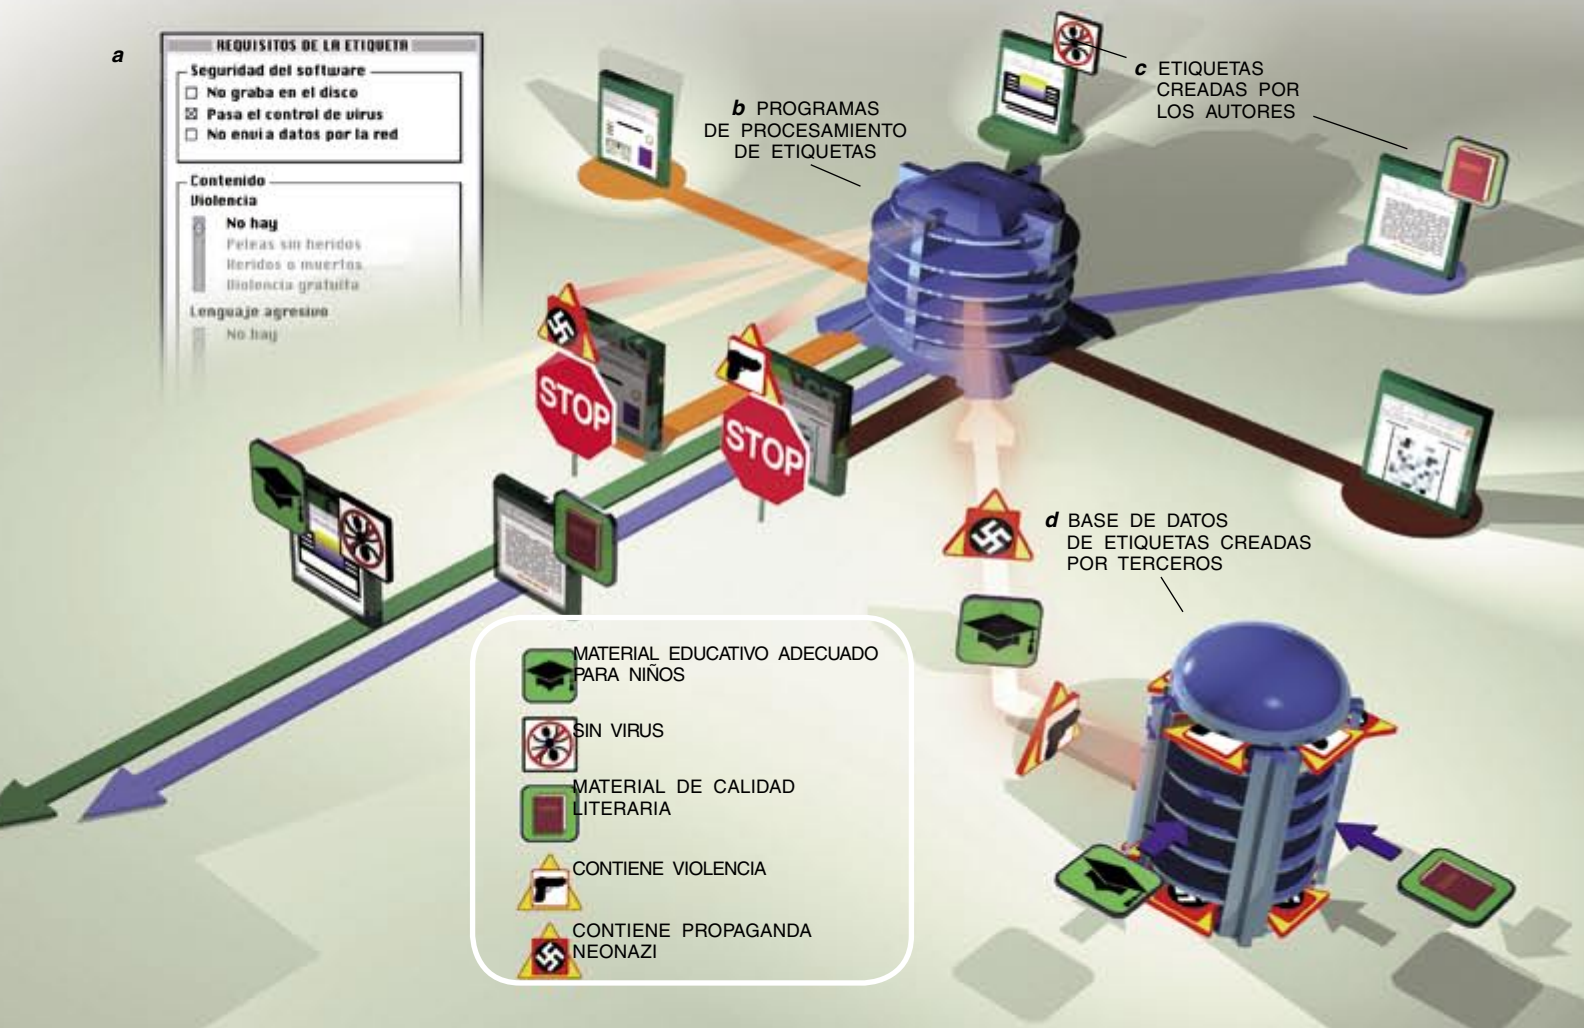 a
REQUISITOS DE LA ETIQUETA
Seguridad del software
No graba en el disco
Pasa el control de virus
No envia datos por la red
Contenido
Violencia
No hay
Peleas sin heridos
Heridos o muertos
Violencia gratuita
Lenguaje agresivo
No hay
b PROGRAMAS
DE PROCESAMIENTO
DE ETIQUETAS
c ETIQUETAS
CREADAS POR
LOS AUTORES
STOP
STOP
d BASE DE DATOS
DE ETIQUETAS CREADAS
POR TERCEROS
MATERIAL EDUCATIVO ADECUADO
PARA NIÑOS
SIN VIRUS
MATERIAL DE CALIDAD
LITERARIA
CONTIENE VIOLENCIA
CONTIENE PROPAGANDA
NEONAZI